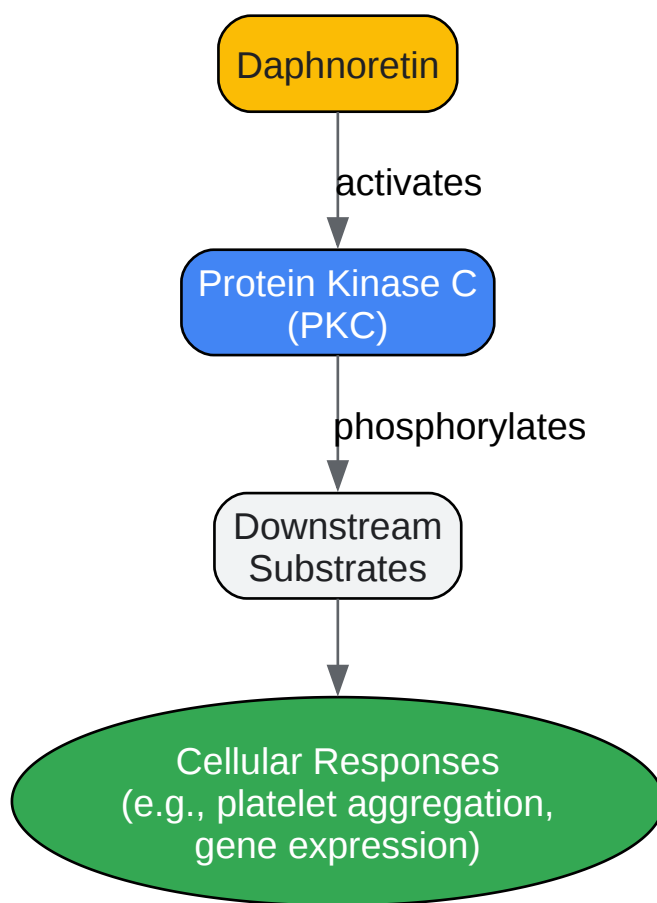 Daphnoretin
activates
Protein Kinase C
(PKC)
phosphorylates
Downstream
Substrates
Cellular Responses
(e.g., platelet aggregation,
gene expression)